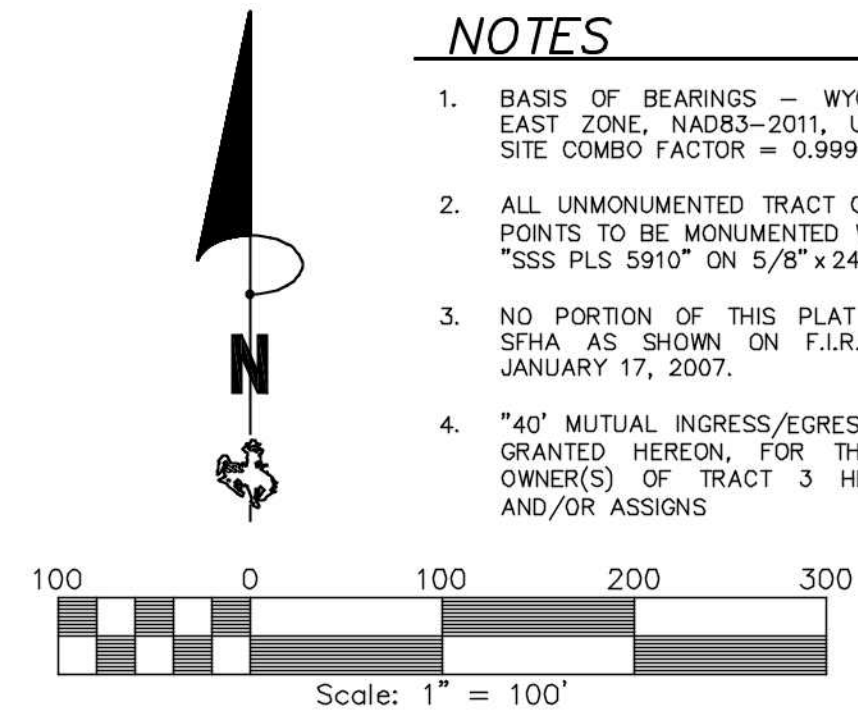 NOTES
1. BASIS OF BEARINGS – WYO
EAST ZONE, NAD83–2011, U
SITE COMBO FACTOR = 0.999
2. ALL UNMONUMENTED TRACT C
POINTS TO BE MONUMENTED W
"SSS PLS 5910" ON 5/8" x 24
3. NO PORTION OF THIS PLAT
SFHA AS SHOWN ON F.I.R.
JANUARY 17, 2007.
4. "40' MUTUAL INGRESS/EGRES
GRANTED HEREON, FOR TH
OWNER(S) OF TRACT 3 H
AND/OR ASSIGNS
N
SSS
100 0 100 200 300
Scale: 1" = 100'